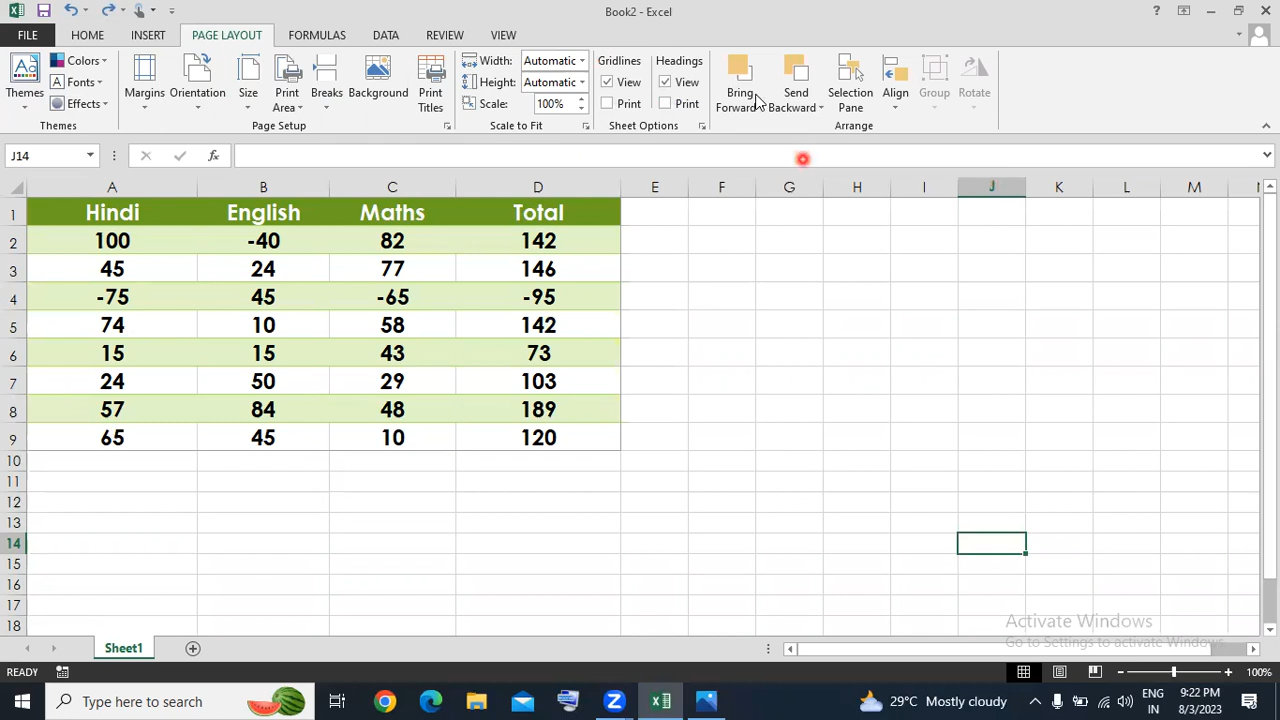 Book2 - Excel
?
FILE HOME INSERT PAGE LAYOUT FORMULAS DATA REVIEW VIEW
Aa Themes Colors Fonts Effects
Themes
Margins Orientation Size Print Area Breaks Background Print Titles
Page Setup
Width: Automatic
Height: Automatic
Scale: 100%
Scale to Fit
Gridlines Headings
View View
Print Print
Sheet Options
Bring Forward Send Backward Selection Pane Align Group Rotate
Arrange
J14 fx
A B C D E F G H I J K L M
1 Hindi English Maths Total
2 100 -40 82 142
3 45 24 77 146
4 -75 45 -65 -95
5 74 10 58 142
6 15 15 43 73
7 24 50 29 103
8 57 84 48 189
9 65 45 10 120
10
11
12
13
14
15
16
17
18
Activate Windows
Go to Settings to activate Windows.
Sheet1
READY 100%
Type here to search
29°C Mostly cloudy
ENG IN
9:22 PM
8/3/2023